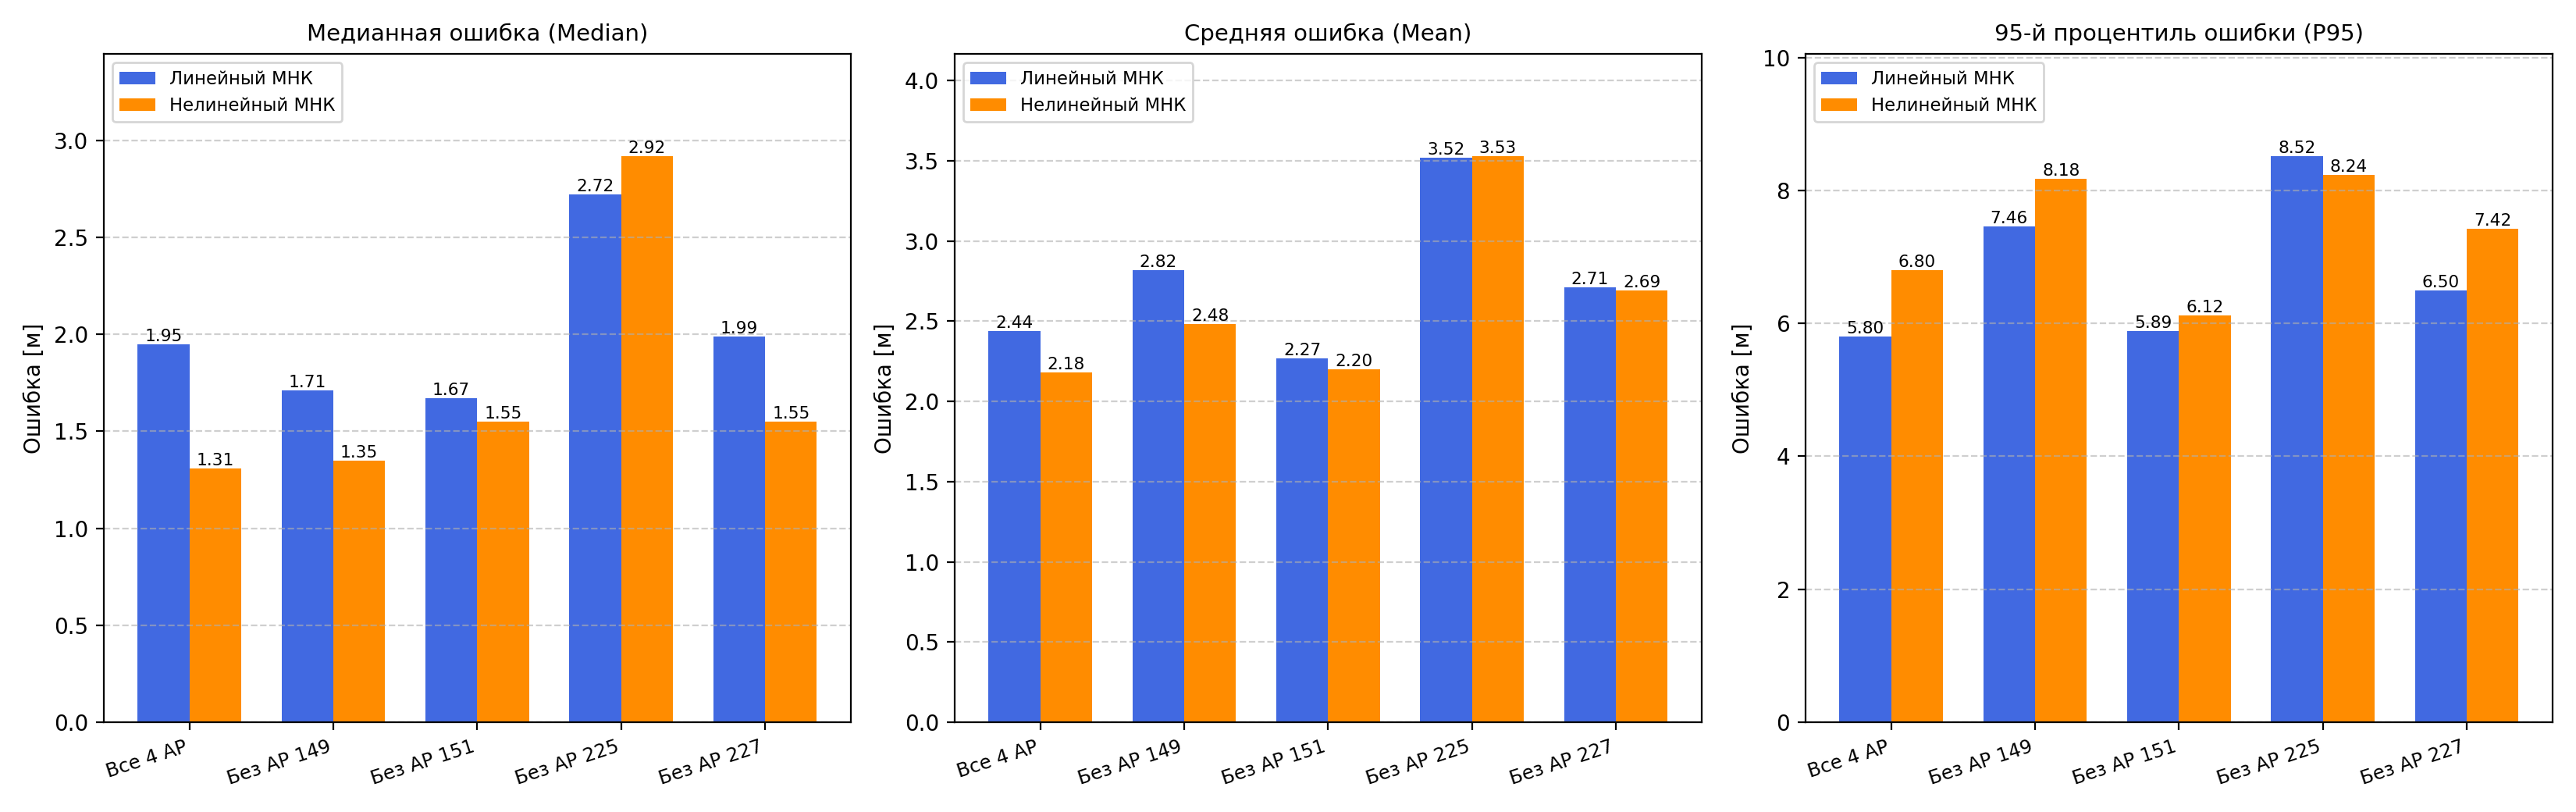 Медианная ошибка (Median)
Линейный МНК
Нелинейный МНК
Ошибка [м]
3.0
2.5
2.0
1.5
1.0
0.5
0.0
1.95
1.31
1.71
1.35
1.67
1.55
2.72
2.92
1.99
1.55
Все 4 AP
Без AP 149
Без AP 151
Без AP 225
Без AP 227
Средняя ошибка (Mean)
Линейный МНК
Нелинейный МНК
Ошибка [м]
4.0
3.5
3.0
2.5
2.0
1.5
1.0
0.5
0.0
2.44
2.18
2.82
2.48
2.27
2.20
3.52
3.53
2.71
2.69
Все 4 AP
Без AP 149
Без AP 151
Без AP 225
Без AP 227
95-й процентиль ошибки (P95)
Линейный МНК
Нелинейный МНК
Ошибка [м]
10
8
6
4
2
0
5.80
6.80
7.46
8.18
5.89
6.12
8.52
8.24
6.50
7.42
Все 4 AP
Без AP 149
Без AP 151
Без AP 225
Без AP 227